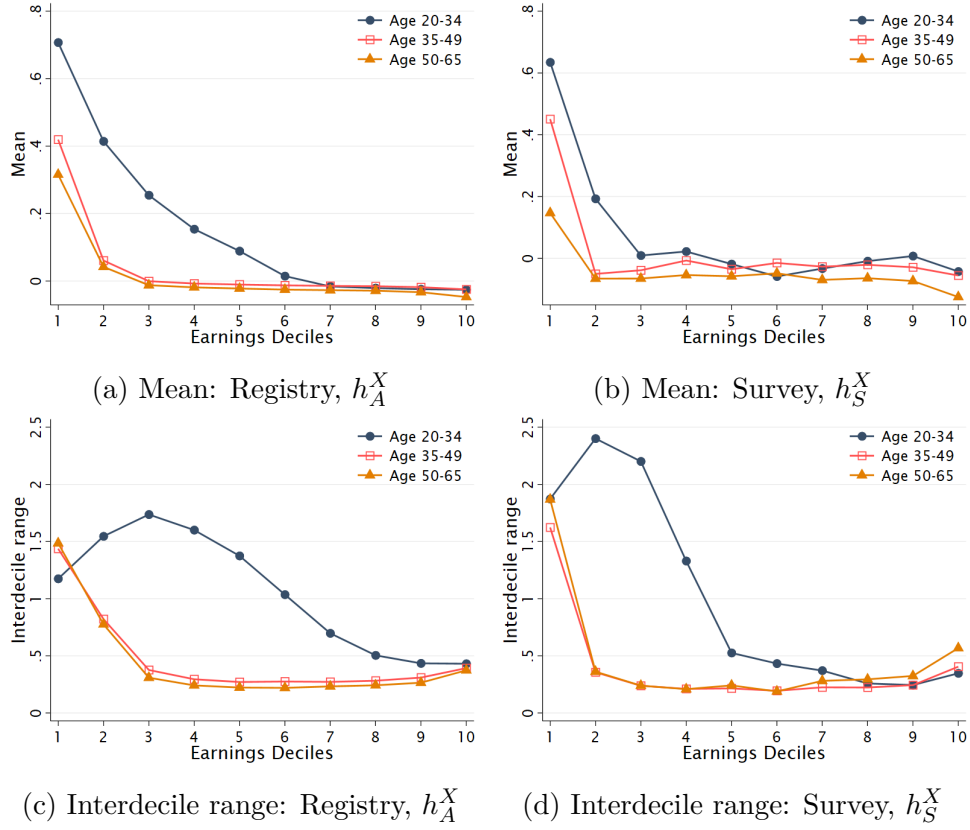 .8
.6
.4
.2
0
Mean
Age 20-34
Age 35-49
Age 50-65
1 2 3 4 5 6 7 8 9 10
Earnings Deciles
(a) Mean: Registry, h_A^X
.8
.6
.4
.2
0
Mean
Age 20-34
Age 35-49
Age 50-65
1 2 3 4 5 6 7 8 9 10
Earnings Deciles
(b) Mean: Survey, h_S^X
2.5
2
1.5
1
.5
0
Interdecile range
Age 20-34
Age 35-49
Age 50-65
1 2 3 4 5 6 7 8 9 10
Earnings Deciles
(c) Interdecile range: Registry, h_A^X
2.5
2
1.5
1
.5
0
Interdecile range
Age 20-34
Age 35-49
Age 50-65
1 2 3 4 5 6 7 8 9 10
Earnings Deciles
(d) Interdecile range: Survey, h_S^X